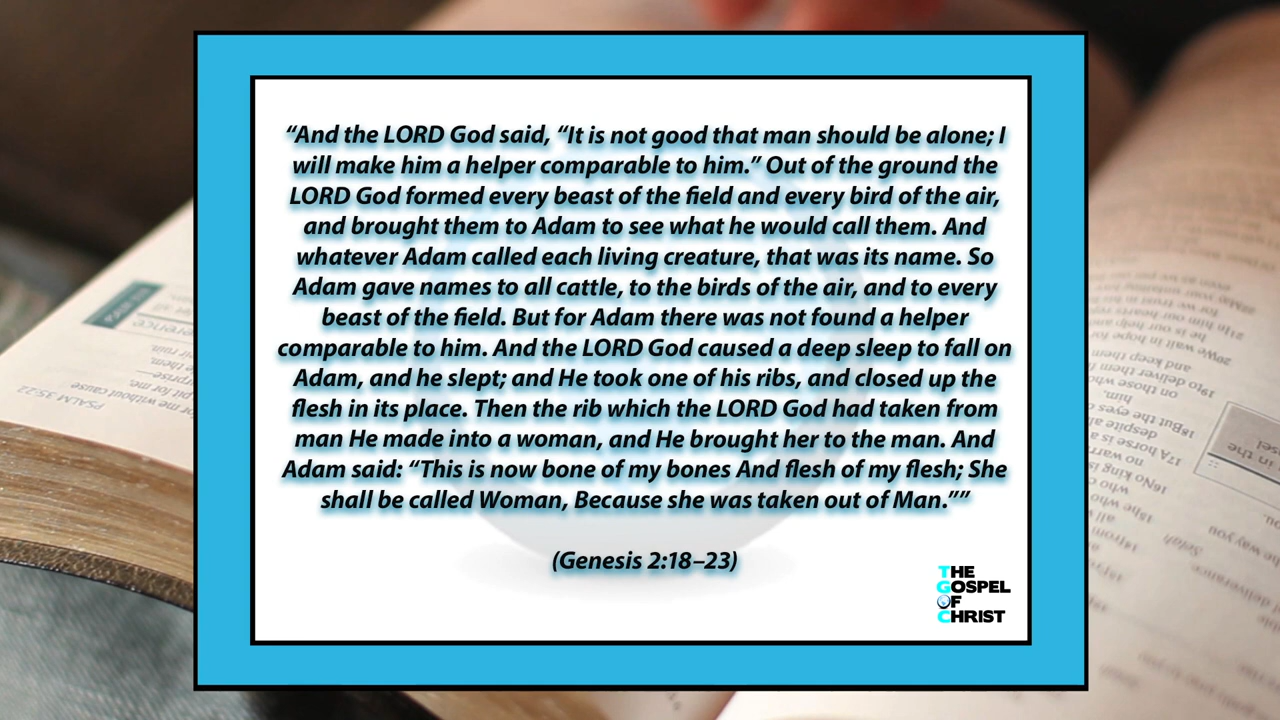 “And the LORD God said, “It is not good that man should be alone; I
will make him a helper comparable to him.” Out of the ground the
LORD God formed every beast of the field and every bird of the air,
and brought them to Adam to see what he would call them. And
whatever Adam called each living creature, that was its name. So
Adam gave names to all cattle, to the birds of the air, and to every
beast of the field. But for Adam there was not found a helper
comparable to him. And the LORD God caused a deep sleep to fall on
Adam, and he slept; and He took one of his ribs, and closed up the
flesh in its place. Then the rib which the LORD God had taken from
man He made into a woman, and He brought her to the man. And
Adam said: “This is now bone of my bones And flesh of my flesh; She
shall be called Woman, Because she was taken out of Man.””
(Genesis 2:18–23)
THE
GOSPEL
OF
CHRIST
PSALM 35:22